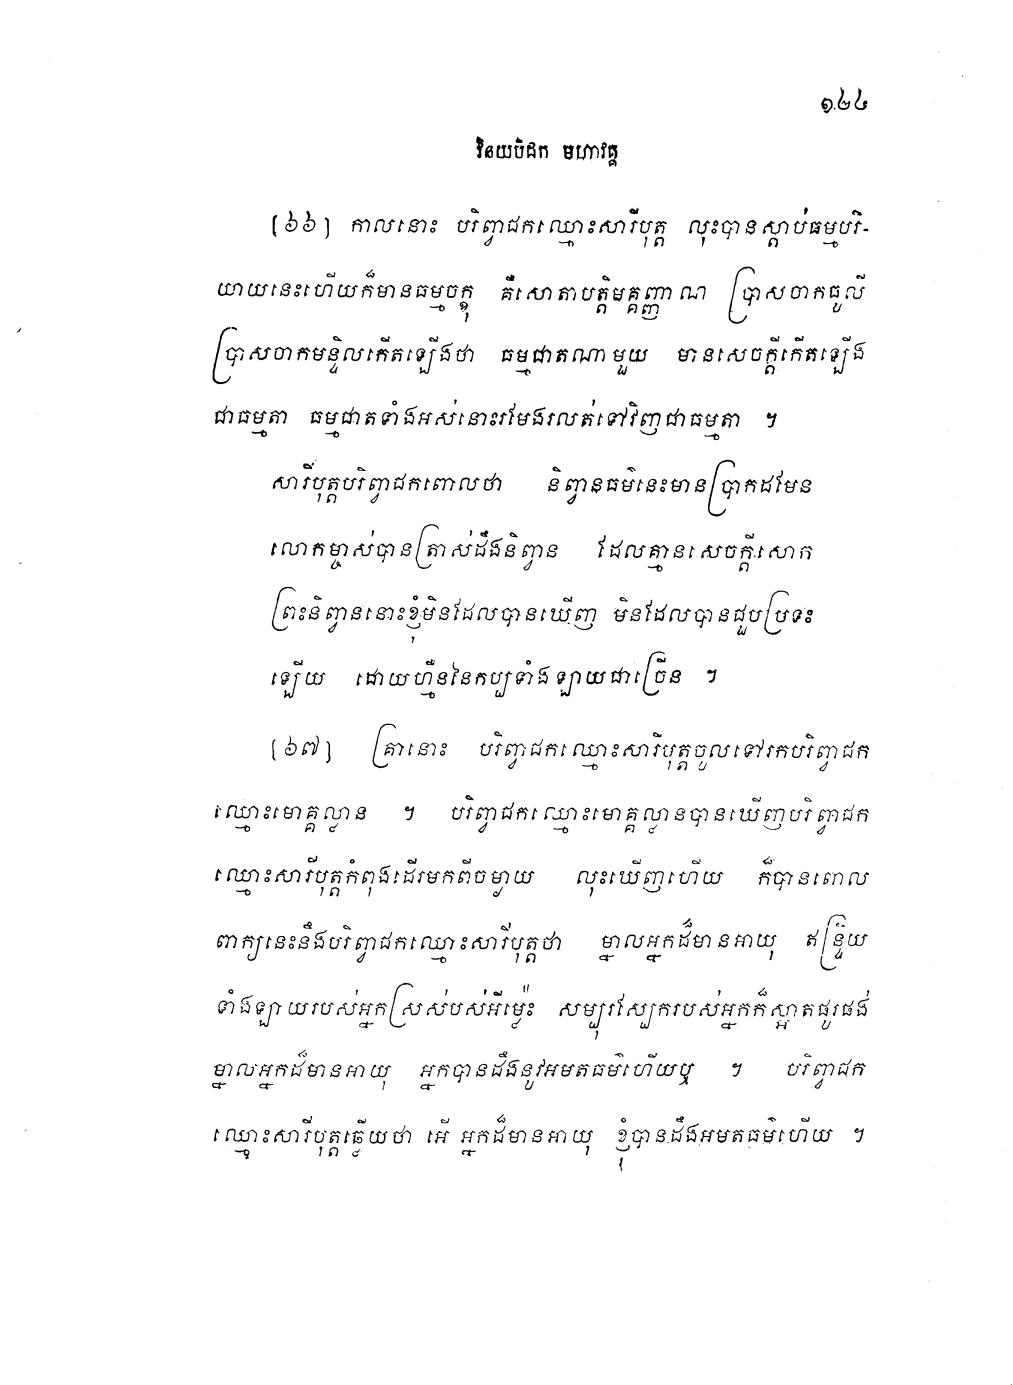 ១៤៤
វិនយបិដក មហាវគ្គ
[៦៦] កាលនោះ បរិព្វាជកឈ្មោះសារីបុត្ត លុះបានស្តាប់ធម្មបរិ-
យាយនេះហើយក៏មានធម្មចក្ខុ គឺសោតាបត្តិមគ្គញ្ញាណ ប្រាសចាកធូលី
ប្រាសចាកមន្ទិលកើតឡើងថា ធម្មជាតណាមួយ មានសេចក្តីកើតឡើង
ជាធម្មតា ធម្មជាតទាំងអស់នោះរមែងរលត់ទៅវិញជាធម្មតា ។
សារីបុត្តបរិព្វាជកពោលថា និព្វានធម៌នេះមានប្រាកដមែន
លោកម្ចាស់បានត្រាស់ដឹងនិព្វាន ដែលគ្មានសេចក្តីសោក
ព្រះនិព្វាននោះខ្ញុំមិនដែលបានឃើញ មិនដែលបានជួបប្រទះ
ឡើយ ដោយហ្មឺននៃកប្បទាំងឡាយជាច្រើន ។
[៦៧] គ្រានោះ បរិព្វាជកឈ្មោះសារីបុត្តចូលទៅរកបរិព្វាជក
ឈ្មោះមោគ្គល្លាន ។ បរិព្វាជកឈ្មោះមោគ្គល្លានបានឃើញបរិព្វាជក
ឈ្មោះសារីបុត្តកំពុងដើរមកពីចម្ងាយ លុះឃើញហើយ ក៏បានពោល
ពាក្យនេះនឹងបរិព្វាជកឈ្មោះសារីបុត្តថា ម្នាលអ្នកដ៏មានអាយុ ឥន្ទ្រិយ
ទាំងឡាយរបស់អ្នកស្រស់បស់អីម្ល៉េះ សម្បុរស្បែករបស់អ្នកក៏ស្អាតផូរផង់
ម្នាលអ្នកដ៏មានអាយុ អ្នកបានដឹងនូវអមតធម៌ហើយឬ ។ បរិព្វាជក
ឈ្មោះសារីបុត្តឆ្លើយថា អើ អ្នកដ៏មានអាយុ ខ្ញុំបានដឹងអមតធម៌ហើយ ។